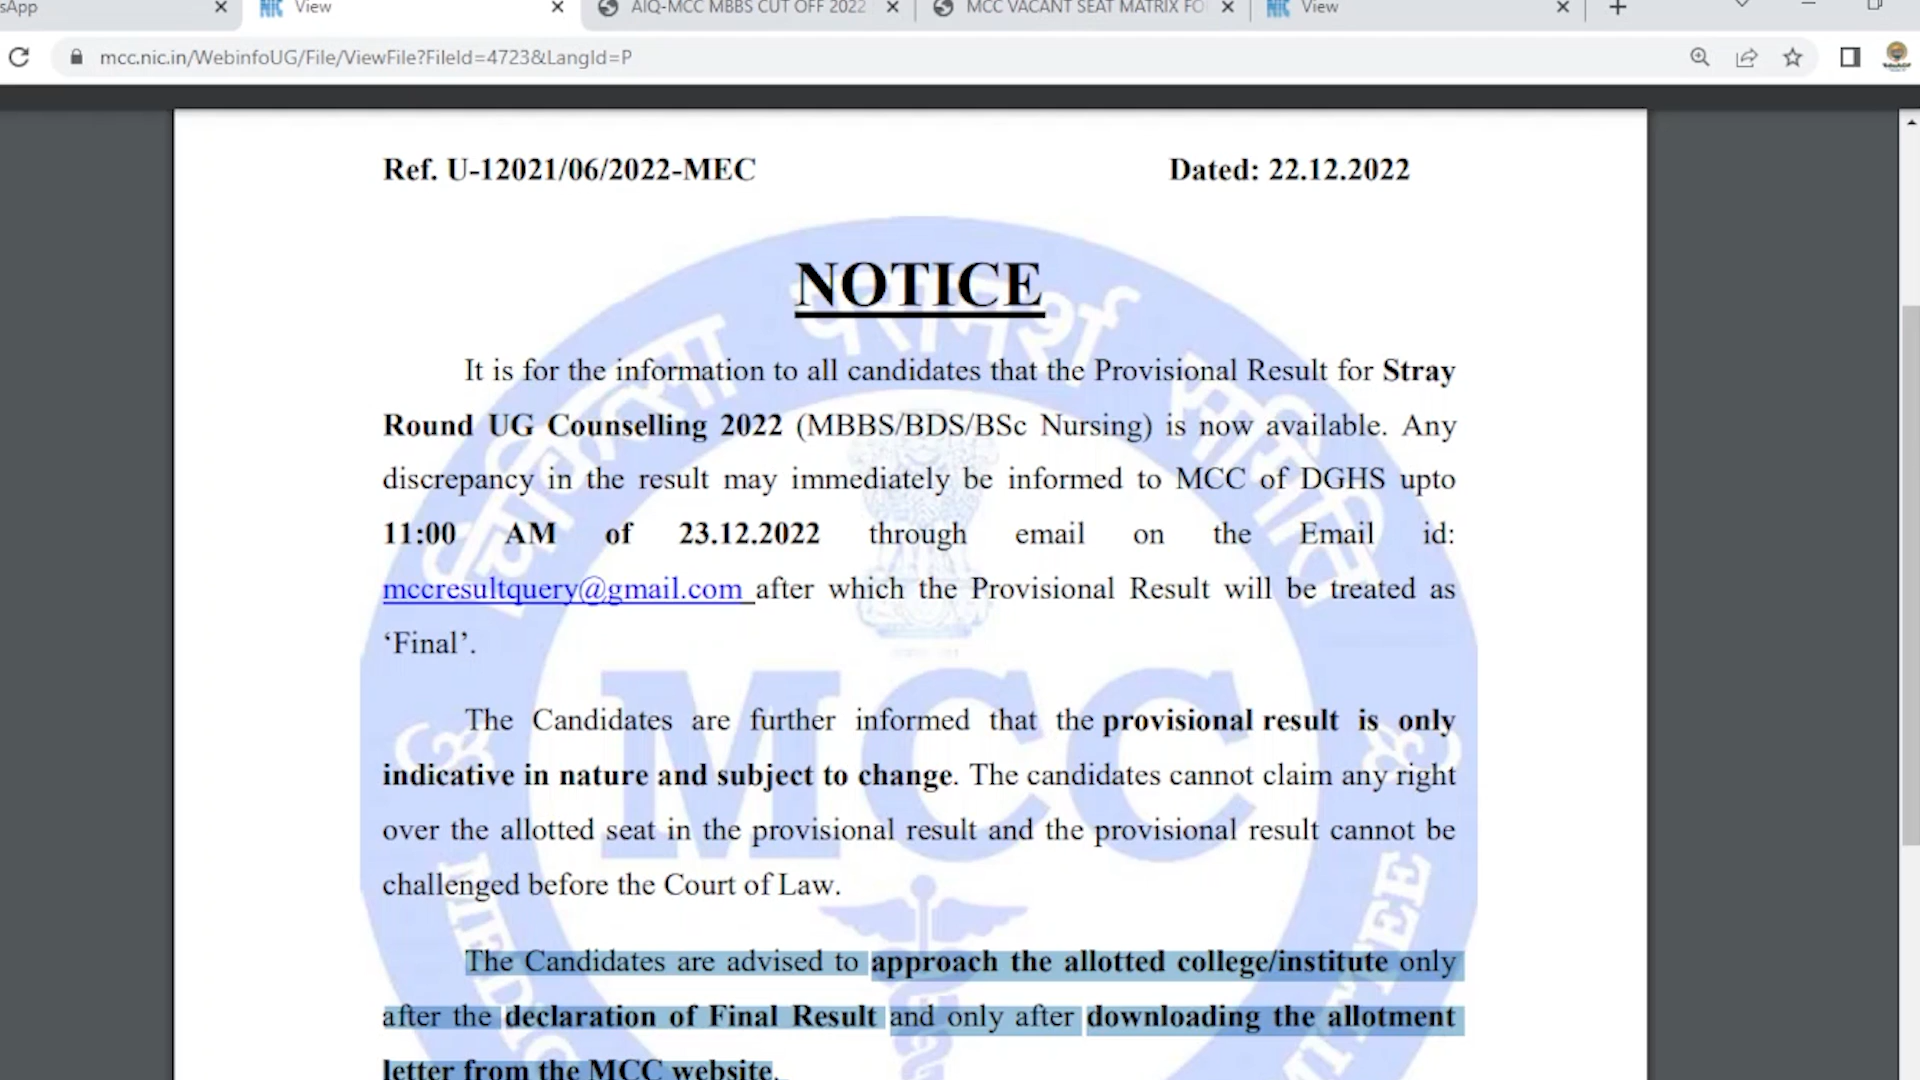 sApp
NIC View
AIQ-MCC MBBS CUT OFF 2022
MCC VACANT SEAT MATRIX FO
NIC View
mcc.nic.in/WebinfoUG/File/ViewFile?FileId=4723&LangId=P
Ref. U-12021/06/2022-MEC Dated: 22.12.2022
NOTICE
It is for the information to all candidates that the Provisional Result for Stray
Round UG Counselling 2022 (MBBS/BDS/BSc Nursing) is now available. Any
discrepancy in the result may immediately be informed to MCC of DGHS upto
11:00 AM of 23.12.2022 through email on the Email id:
mccresultquery@gmail.com after which the Provisional Result will be treated as
‘Final’.
The Candidates are further informed that the provisional result is only
indicative in nature and subject to change. The candidates cannot claim any right
over the allotted seat in the provisional result and the provisional result cannot be
challenged before the Court of Law.
The Candidates are advised to approach the allotted college/institute only
after the declaration of Final Result and only after downloading the allotment
letter from the MCC website.
चिकित्सा परामर्श समिति
MCC